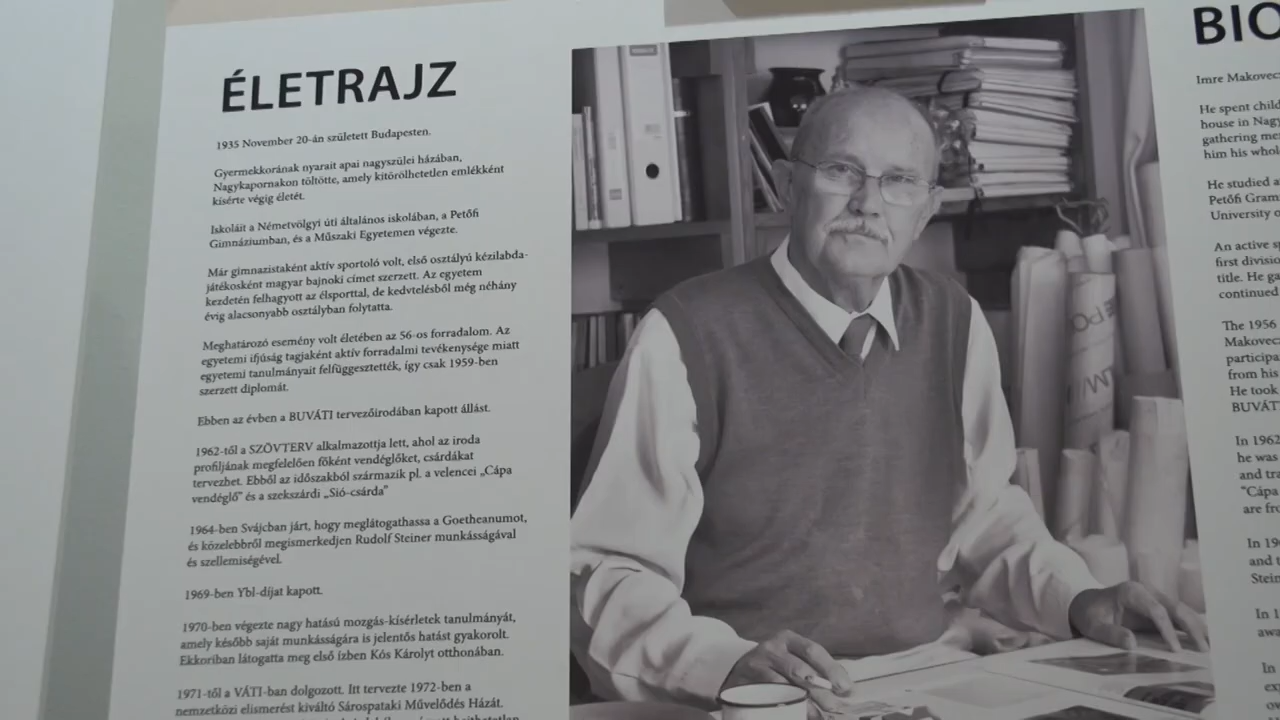 ÉLETRAJZ
1935 November 20-án született Budapesten.
Gyermekkorának nyarait apai nagyszülei házában,
Nagykapornakon töltötte, amely kitörölhetetlen emlékként
kísérte végig életét.
Iskoláit a Németvölgyi úti általános iskolában, a Petőfi
Gimnáziumban, és a Műszaki Egyetemen végezte.
Már gimnazistaként aktív sportoló volt, első osztályú kézilabda-
játékosként magyar bajnoki címet szerzett. Az egyetem
kezdetén felhagyott az élsporttal, de kedvtelésből még néhány
évig alacsonyabb osztályban folytatta.
Meghatározó esemény volt életében az 56-os forradalom. Az
egyetemi ifjúság tagjaként aktív forradalmi tevékenysége miatt
egyetemi tanulmányait felfüggesztették, így csak 1959-ben
szerzett diplomát.
Ebben az évben a BUVÁTI tervezőirodában kapott állást.
1962-től a SZÖVTERV alkalmazottja lett, ahol az iroda
profiljának megfelelően főként vendéglőket, csárdákat
tervezhet. Ebből az időszakból származik pl. a velencei „Cápa
vendéglő" és a szekszárdi „Sió-csárda"
1964-ben Svájcban járt, hogy meglátogathassa a Goetheanumot,
és közelebbről megismerkedjen Rudolf Steiner munkásságával
és szellemiségével.
1969-ben Ybl-díjat kapott.
1970-ben végezte nagy hatású mozgás-kísérletek tanulmányát,
amely később saját munkásságára is jelentős hatást gyakorolt.
Ekkoriban látogatta meg első ízben Kós Károlyt otthonában.
1971-től a VÁTI-ban dolgozott. Itt tervezte 1972-ben a
nemzetközi elismerést kiváltó Sárospataki Művelődés Házát.
BIO
Imre Makovec
He spent child
house in Nagy
gathering me
him his whol
He studied a
Petőfi Gram
University o
An active s
first divisio
title. He ga
continued
The 1956
Makovec
participa
from his
He took
BUVÁT
In 1962
he was
and tra
"Cápa
are fro
In 19
and t
Stein
In 1
awa
In
ex